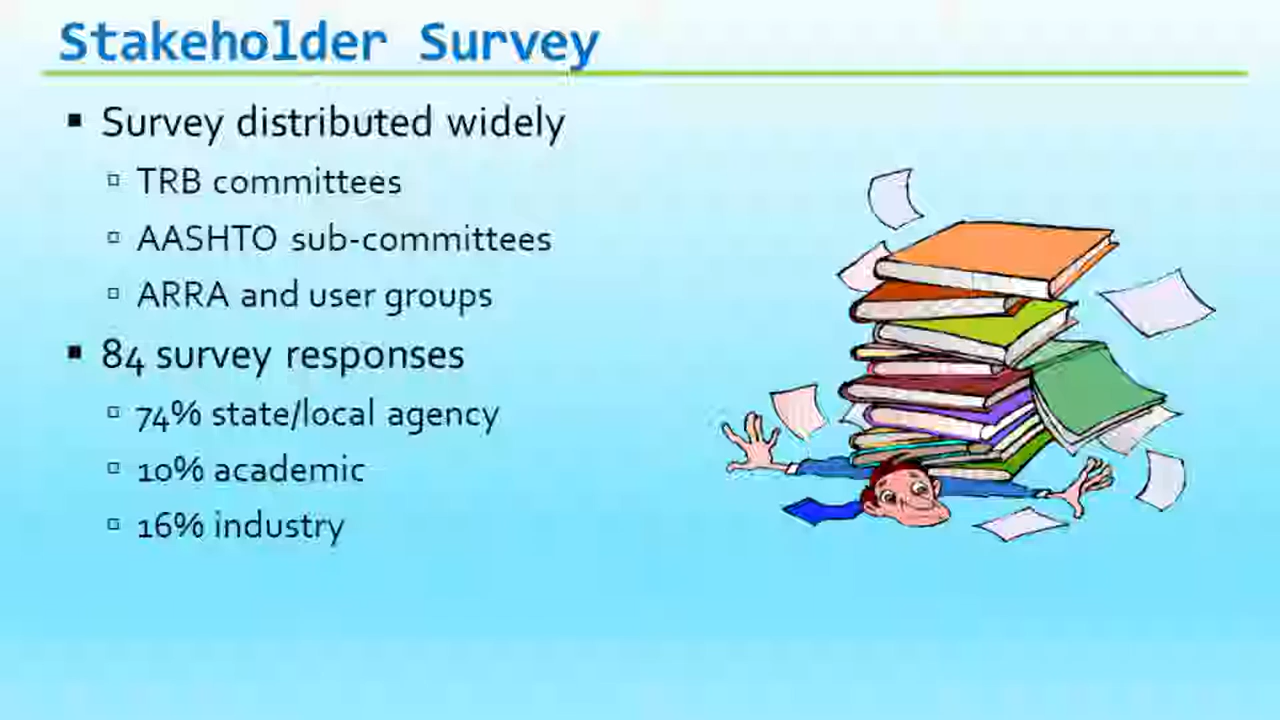 Stakeholder Survey
▪ Survey distributed widely
▫ TRB committees
▫ AASHTO sub-committees
▫ ARRA and user groups
▪ 84 survey responses
▫ 74% state/local agency
▫ 10% academic
▫ 16% industry